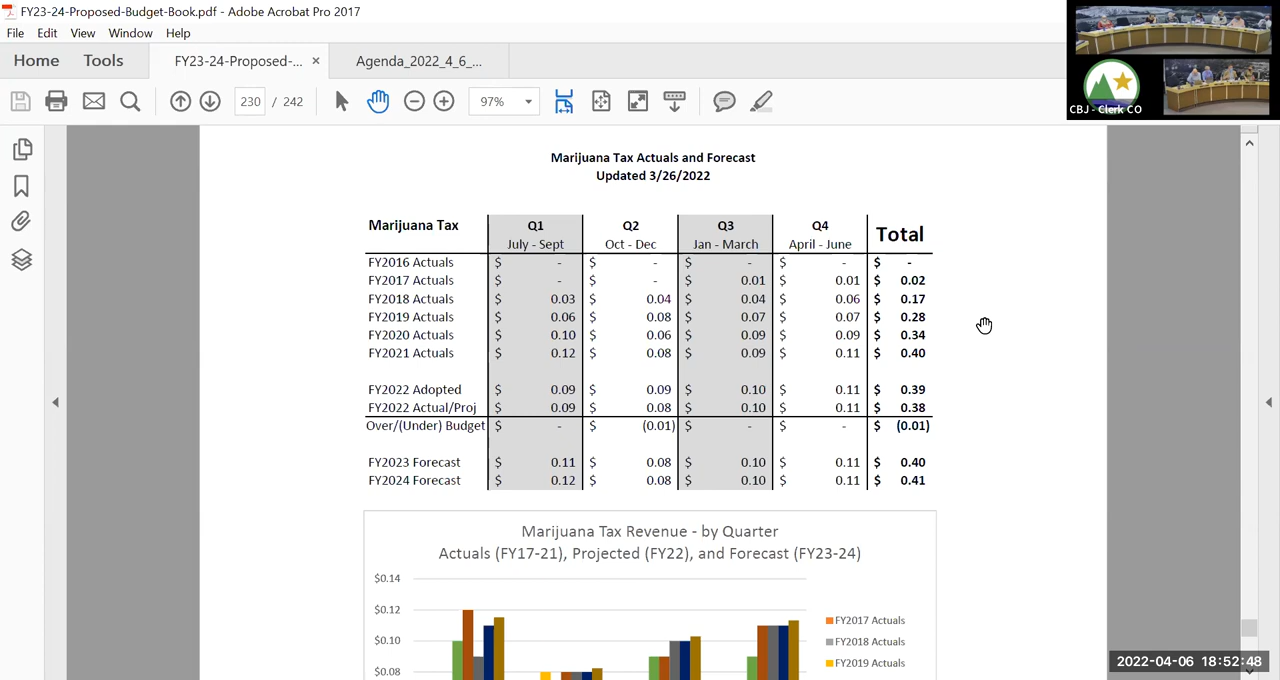 FY23-24-Proposed-Budget-Book.pdf - Adobe Acrobat Pro 2017
File Edit View Window Help
Home Tools FY23-24-Proposed-... × Agenda_2022_4_6_...
230 / 242 97%
CBJ - Clerk CO
Marijuana Tax Actuals and Forecast
Updated 3/26/2022
Marijuana Tax Q1 Q2 Q3 Q4 Total
July - Sept Oct - Dec Jan - March April - June
FY2016 Actuals $ - $ - $ - $ - $ -
FY2017 Actuals $ - $ - $ 0.01 $ 0.01 $ 0.02
FY2018 Actuals $ 0.03 $ 0.04 $ 0.04 $ 0.06 $ 0.17
FY2019 Actuals $ 0.06 $ 0.08 $ 0.07 $ 0.07 $ 0.28
FY2020 Actuals $ 0.10 $ 0.06 $ 0.09 $ 0.09 $ 0.34
FY2021 Actuals $ 0.12 $ 0.08 $ 0.09 $ 0.11 $ 0.40
FY2022 Adopted $ 0.09 $ 0.09 $ 0.10 $ 0.11 $ 0.39
FY2022 Actual/Proj $ 0.09 $ 0.08 $ 0.10 $ 0.11 $ 0.38
Over/(Under) Budget $ - $ (0.01) $ - $ - $ (0.01)
FY2023 Forecast $ 0.11 $ 0.08 $ 0.10 $ 0.11 $ 0.40
FY2024 Forecast $ 0.12 $ 0.08 $ 0.10 $ 0.11 $ 0.41
Marijuana Tax Revenue - by Quarter
Actuals (FY17-21), Projected (FY22), and Forecast (FY23-24)
$0.14
$0.12
FY2017 Actuals
$0.10
FY2018 Actuals
FY2019 Actuals
$0.08
2022-04-06 18:52:48